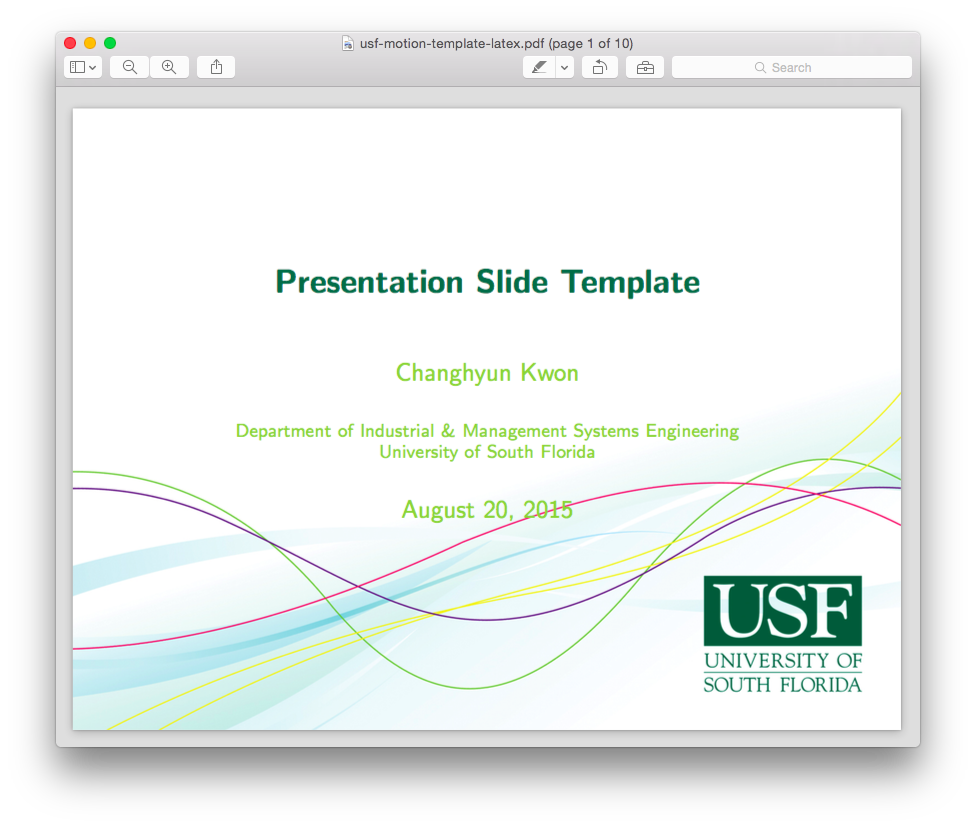 usf-motion-template-latex.pdf (page 1 of 10)
Search
Presentation Slide Template
Changhyun Kwon
Department of Industrial & Management Systems Engineering
University of South Florida
August 20, 2015
USF
UNIVERSITY OF
SOUTH FLORIDA